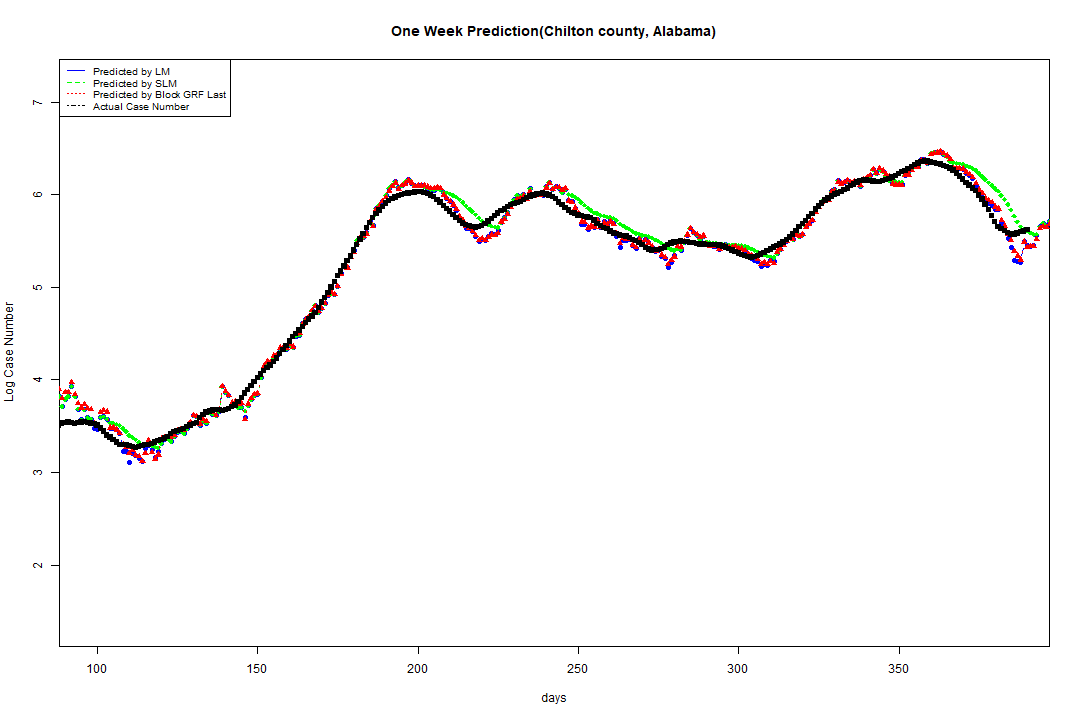 One Week Prediction(Chilton county, Alabama)
Predicted by LM
Predicted by SLM
Predicted by Block GRF Last
Actual Case Number
7
6
5
4
3
2
Log Case Number
100 150 200 250 300 350
days